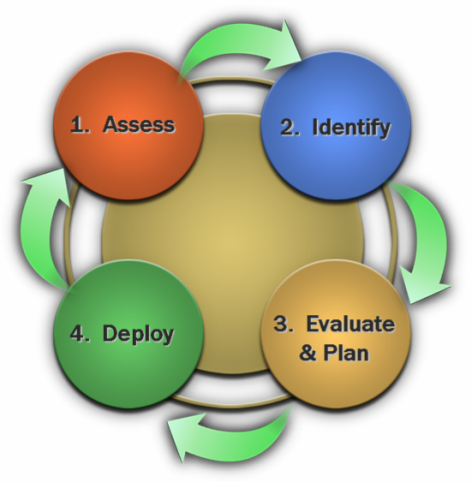 1. Assess
2. Identify
3. Evaluate
& Plan
4. Deploy